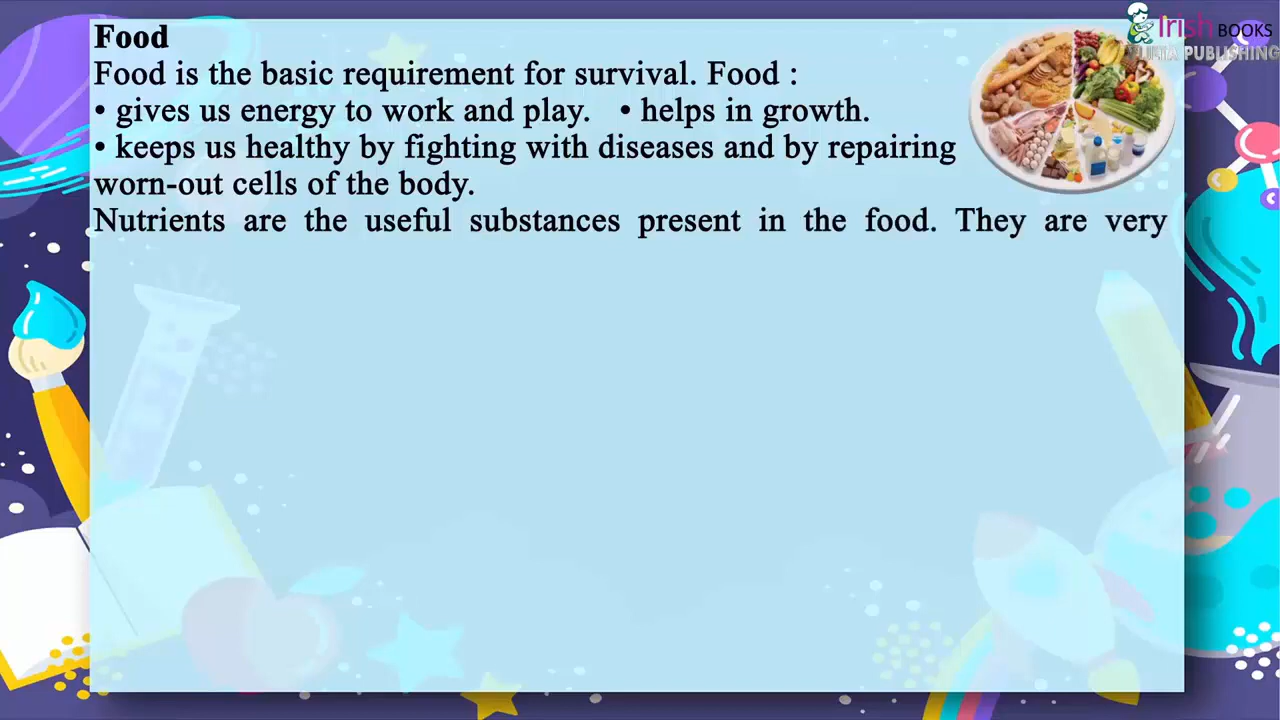 Food
Food is the basic requirement for survival. Food :
• gives us energy to work and play. • helps in growth.
• keeps us healthy by fighting with diseases and by repairing
worn-out cells of the body.
Nutrients are the useful substances present in the food. They are very
Irish BOOKS
PUBLISHING